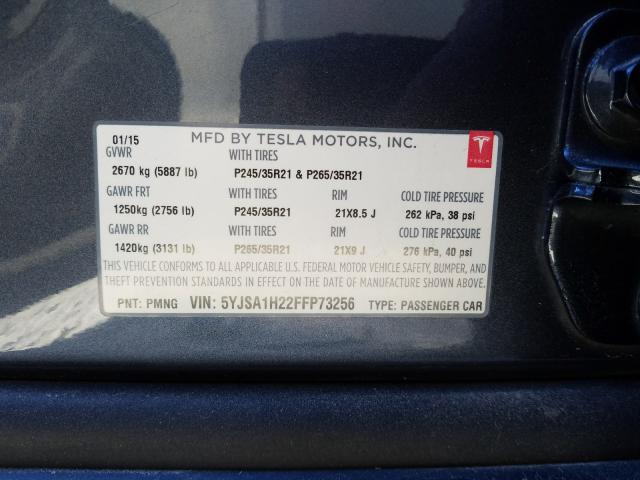 01/15 MFD BY TESLA MOTORS, INC.
GVWR WITH TIRES
TESLA
2670 kg (5887 lb) P245/35R21 & P265/35R21
GAWR FRT WITH TIRES RIM COLD TIRE PRESSURE
1250kg (2756 lb) P245/35R21 21X8.5 J 262 kPa, 38 psi
GAWR RR WITH TIRES RIM COLD TIRE PRESSURE
1420kg (3131 lb) P265/35R21 21X9 J 276 kPa, 40 psi
THIS VEHICLE CONFORMS TO ALL APPLICABLE U.S. FEDERAL MOTOR VEHICLE SAFETY, BUMPER, AND
THEFT PREVENTION STANDARDS IN EFFECT ON THE DATE OF MANUFACTURE SHOWN ABOVE.
PNT: PMNG VIN: 5YJSA1H22FFP73256 TYPE: PASSENGER CAR